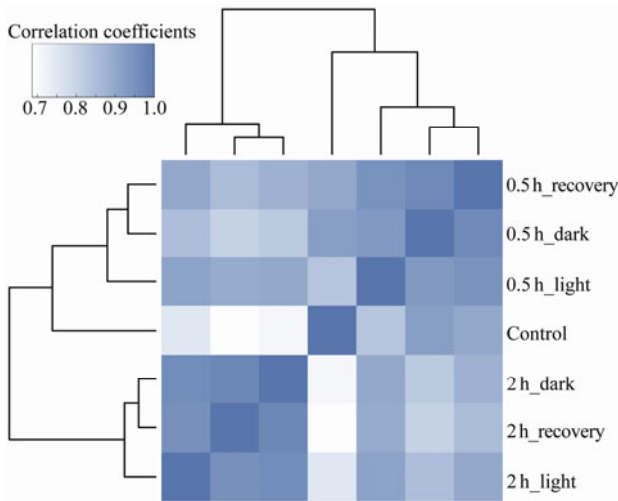 Correlation coefficients
0.7 0.8 0.9 1.0
0.5 h_recovery
0.5 h_dark
0.5 h_light
Control
2 h_dark
2 h_recovery
2 h_light